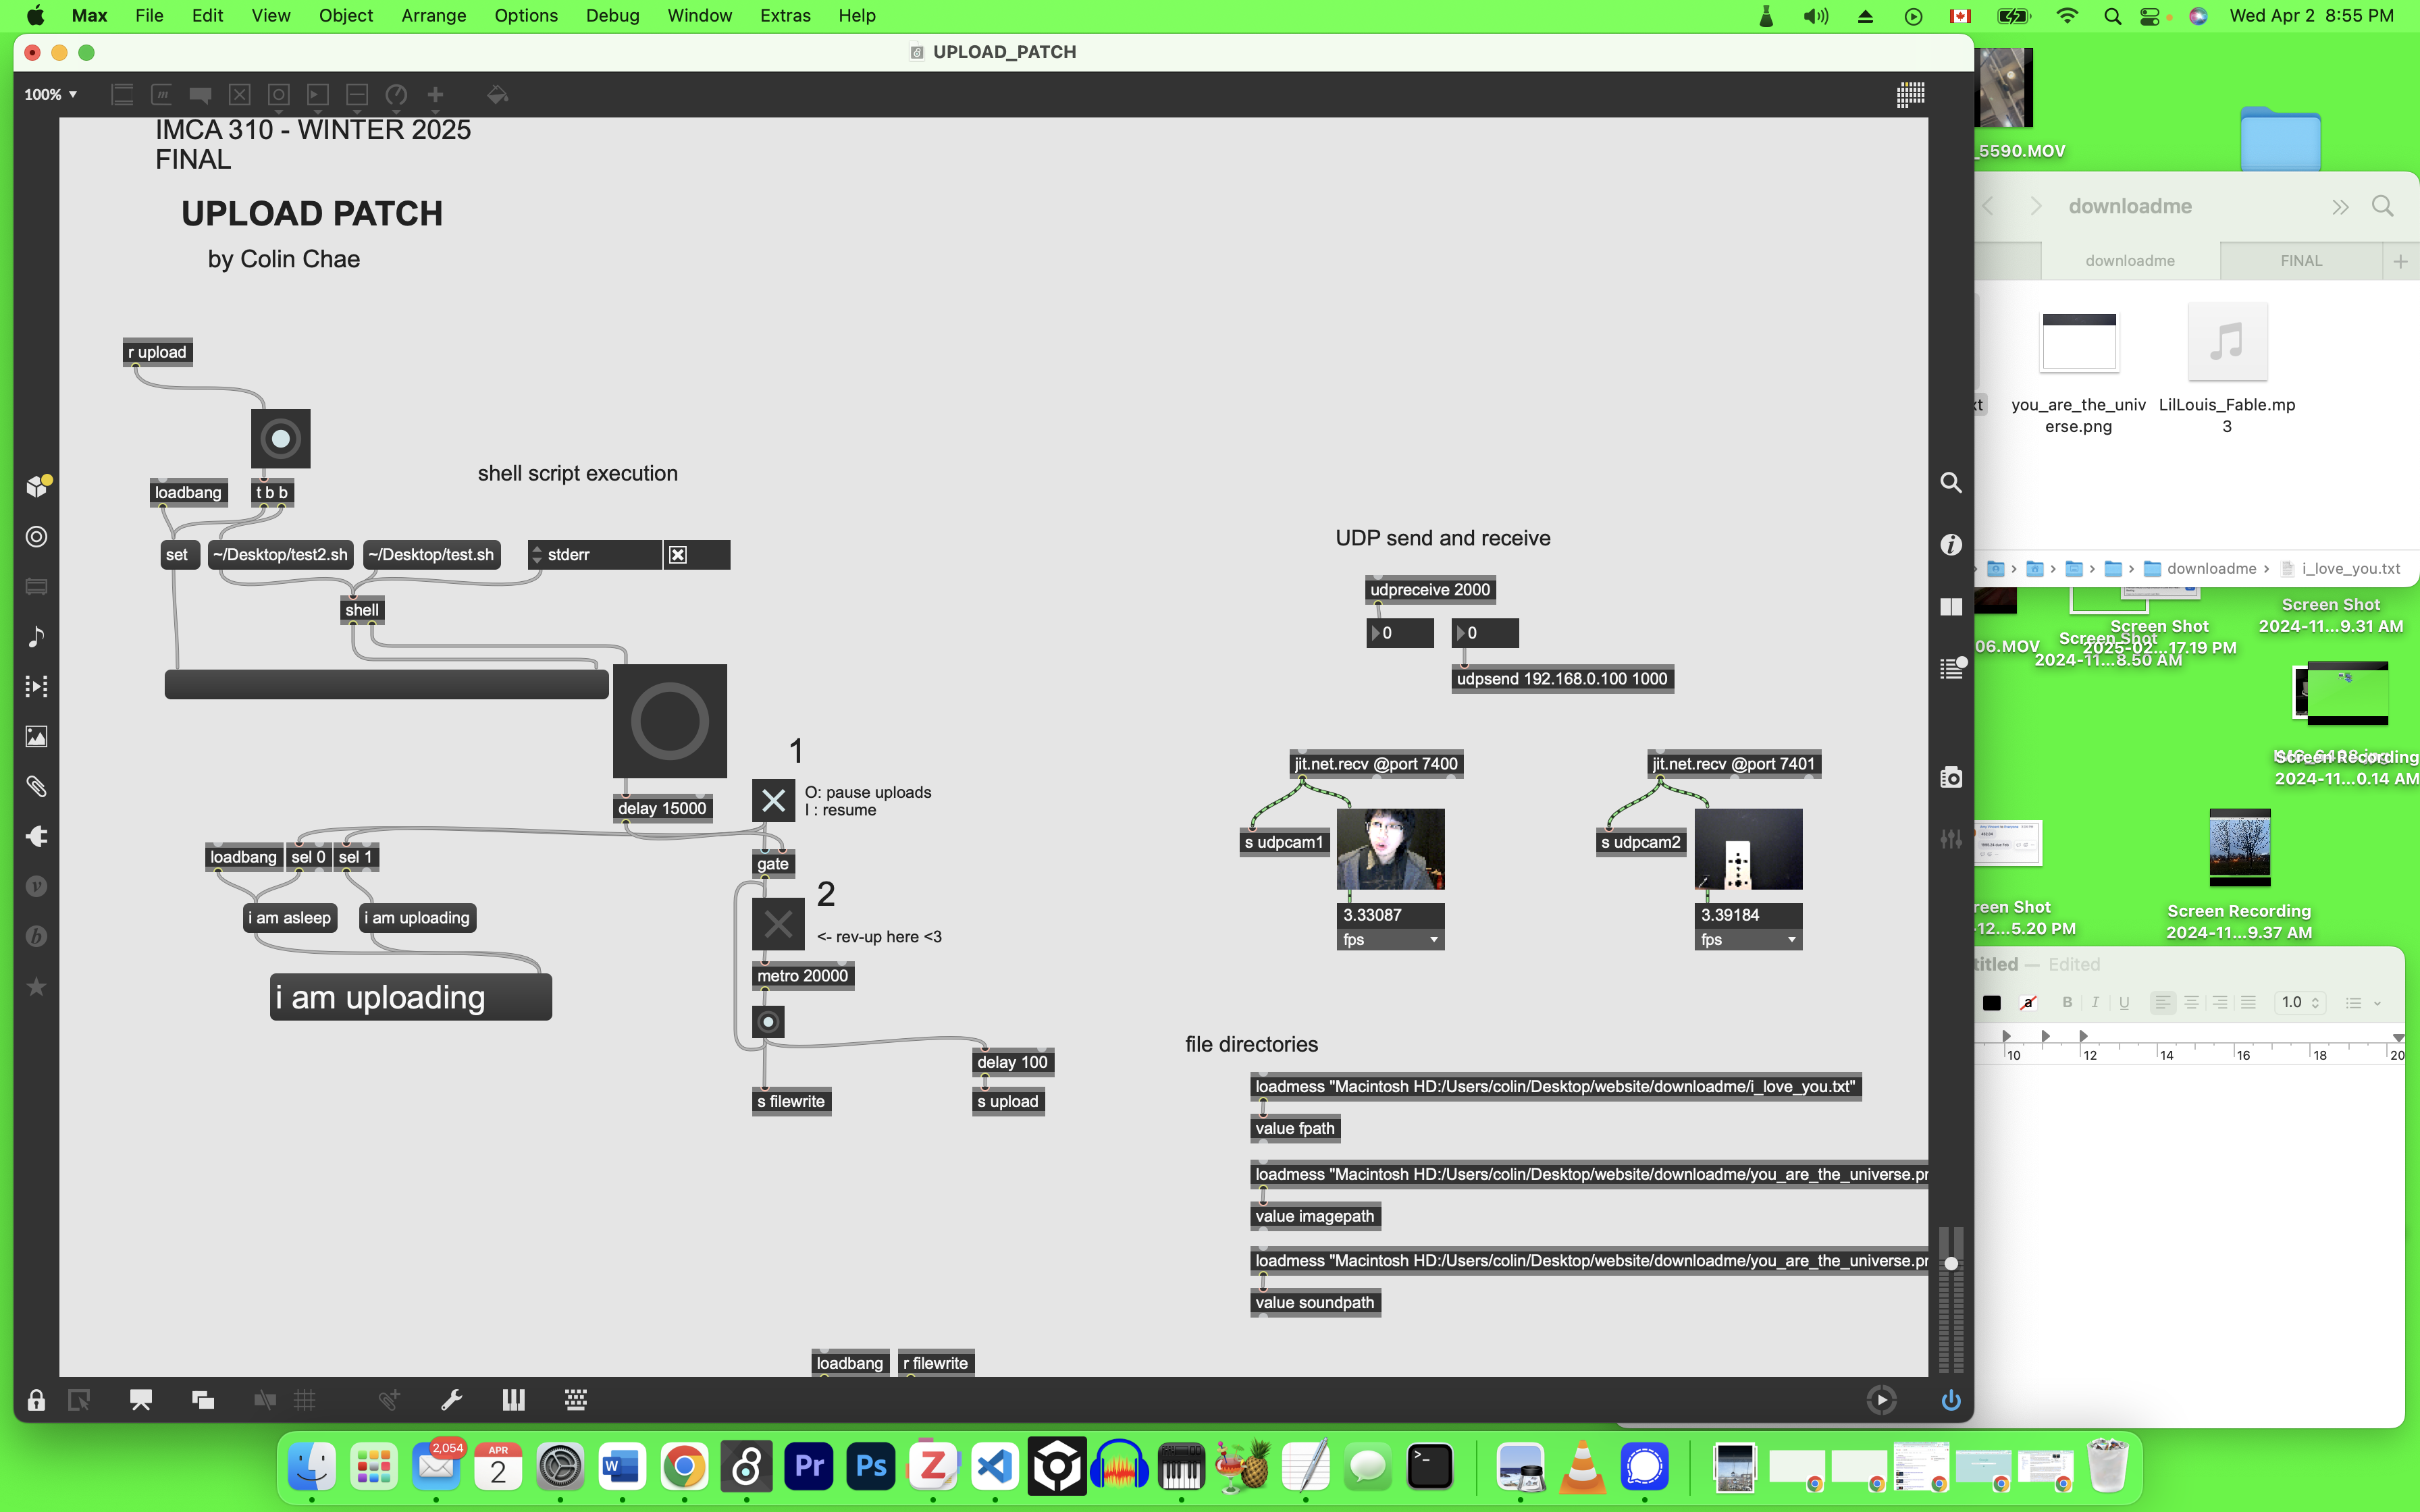 Max File Edit View Object Arrange Options Debug Window Extras Help
Wed Apr 2 8:55 PM
UPLOAD_PATCH
100%
IMCA 310 - WINTER 2025
FINAL
UPLOAD PATCH
by Colin Chae
r upload
loadbang
t b b
shell script execution
set
~/Desktop/test2.sh
~/Desktop/test.sh
stderr
shell
1
O: pause uploads
I : resume
delay 15000
loadbang
sel 0
sel 1
gate
2
i am asleep
i am uploading
<- rev-up here <3
metro 20000
i am uploading
delay 100
s filewrite
s upload
UDP send and receive
udpreceive 2000
0
0
udpsend 192.168.0.100 1000
jit.net.recv @port 7400
jit.net.recv @port 7401
s udpcam1
s udpcam2
3.33087
fps
3.39184
fps
file directories
loadmess "Macintosh HD:/Users/colin/Desktop/website/downloadme/i_love_you.txt"
value fpath
loadmess "Macintosh HD:/Users/colin/Desktop/website/downloadme/you_are_the_universe.pr
value imagepath
loadmess "Macintosh HD:/Users/colin/Desktop/website/downloadme/you_are_the_universe.pr
value soundpath
loadbang
r filewrite
_5590.MOV
downloadme
downloadme
FINAL
xt
you_are_the_univ
erse.png
LilLouis_Fable.mp
3
downloadme
i_love_you.txt
Screen Shot
2024-11...9.31 AM
06.MOV
Screen Shot
2024-11...8.50 AM
Screen Shot
2025-02...17.19 PM
Screen Recording
2024-11...0.14 AM
reen Shot
-12...5.20 PM
Screen Recording
2024-11...9.37 AM
titled — Edited
a
B I U
1.0
10 12 14 16 18 20
2,054
APR
2
W
Pr
Ps
Z
>_